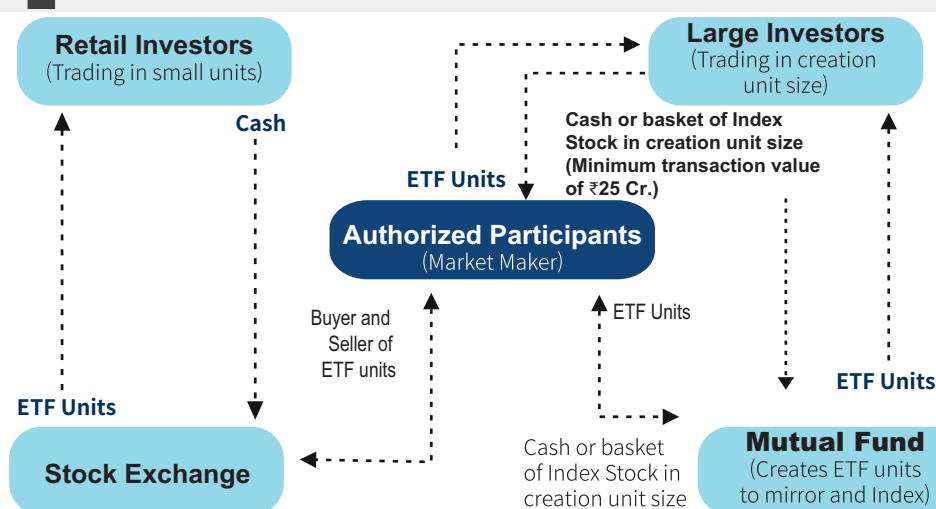 Retail Investors
(Trading in small units)
Large Investors
(Trading in creation
unit size)
Cash
Cash or basket of Index
Stock in creation unit size
(Minimum transaction value
of ₹25 Cr.)
ETF Units
Authorized Participants
(Market Maker)
Buyer and
Seller of
ETF units
ETF Units
ETF Units
ETF Units
Stock Exchange
Cash or basket
of Index Stock in
creation unit size
Mutual Fund
(Creates ETF units
to mirror and Index)